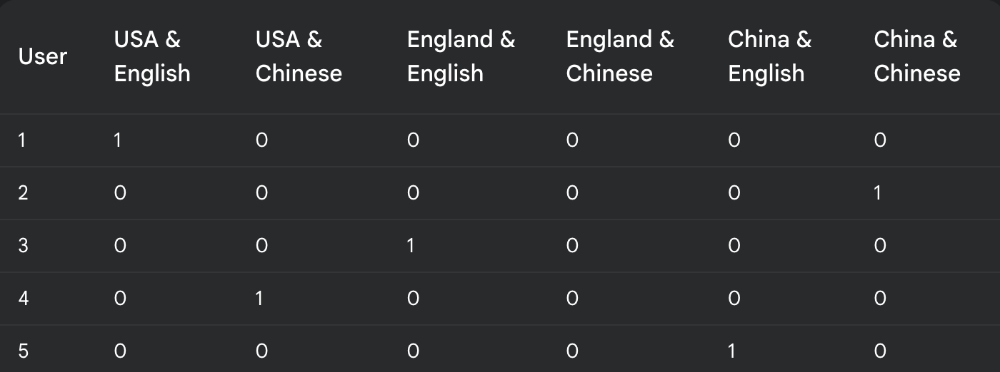 User USA & English USA & Chinese England & English England & Chinese China & English China & Chinese
1 1 0 0 0 0 0
2 0 0 0 0 0 1
3 0 0 1 0 0 0
4 0 1 0 0 0 0
5 0 0 0 0 1 0